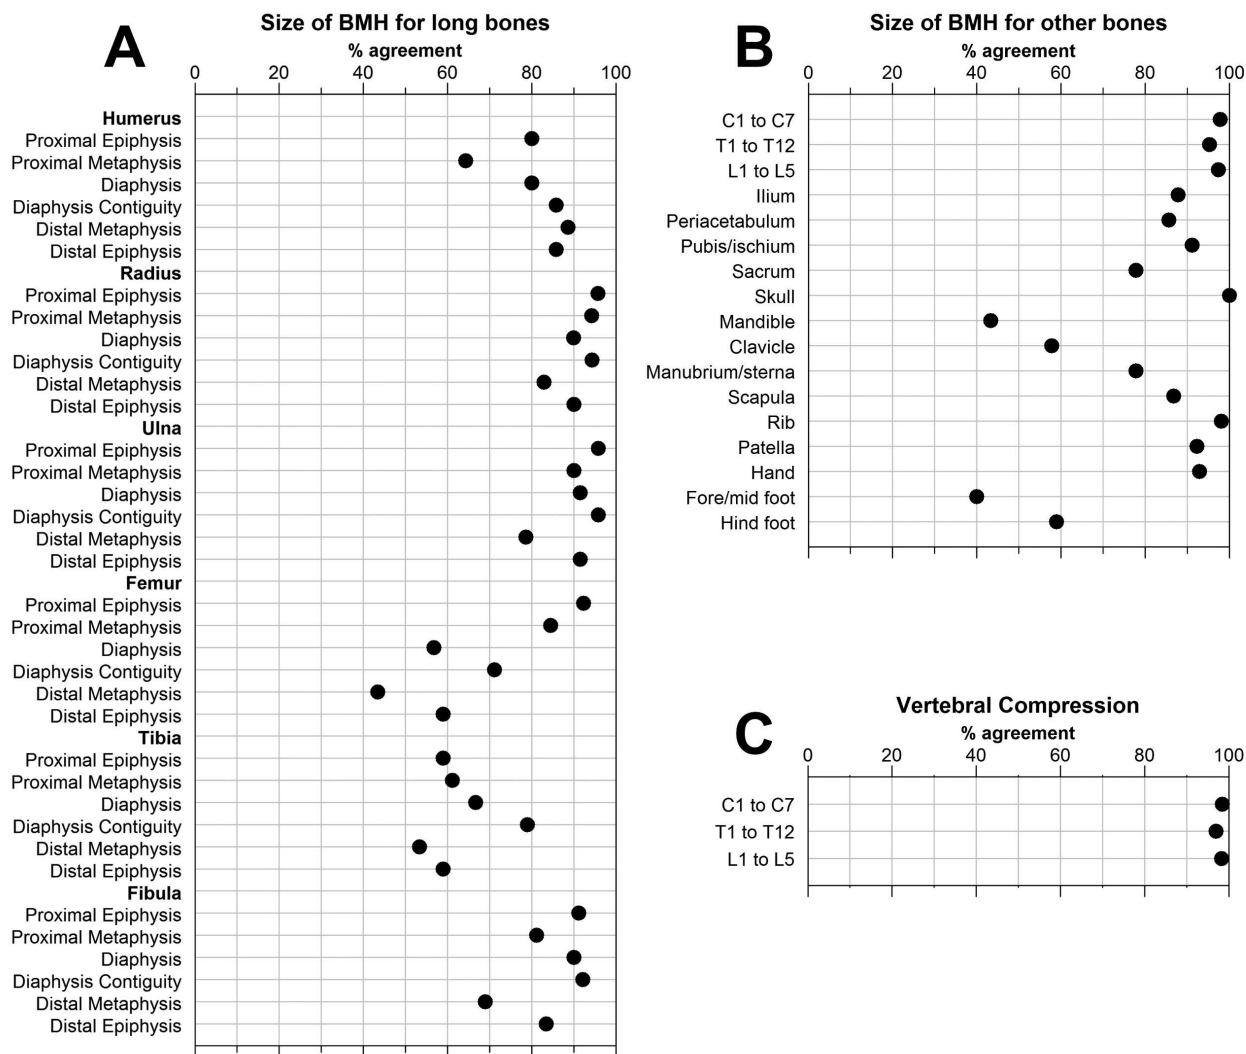 A
Size of BMH for long bones
% agreement
0 20 40 60 80 100
Humerus
Proximal Epiphysis
Proximal Metaphysis
Diaphysis
Diaphysis Contiguity
Distal Metaphysis
Distal Epiphysis
Radius
Proximal Epiphysis
Proximal Metaphysis
Diaphysis
Diaphysis Contiguity
Distal Metaphysis
Distal Epiphysis
Ulna
Proximal Epiphysis
Proximal Metaphysis
Diaphysis
Diaphysis Contiguity
Distal Metaphysis
Distal Epiphysis
Femur
Proximal Epiphysis
Proximal Metaphysis
Diaphysis
Diaphysis Contiguity
Distal Metaphysis
Distal Epiphysis
Tibia
Proximal Epiphysis
Proximal Metaphysis
Diaphysis
Diaphysis Contiguity
Distal Metaphysis
Distal Epiphysis
Fibula
Proximal Epiphysis
Proximal Metaphysis
Diaphysis
Diaphysis Contiguity
Distal Metaphysis
Distal Epiphysis
B
Size of BMH for other bones
% agreement
0 20 40 60 80 100
C1 to C7
T1 to T12
L1 to L5
Ilium
Periacetabulum
Pubis/ischium
Sacrum
Skull
Mandible
Clavicle
Manubrium/sterna
Scapula
Rib
Patella
Hand
Fore/mid foot
Hind foot
C
Vertebral Compression
% agreement
0 20 40 60 80 100
C1 to C7
T1 to T12
L1 to L5